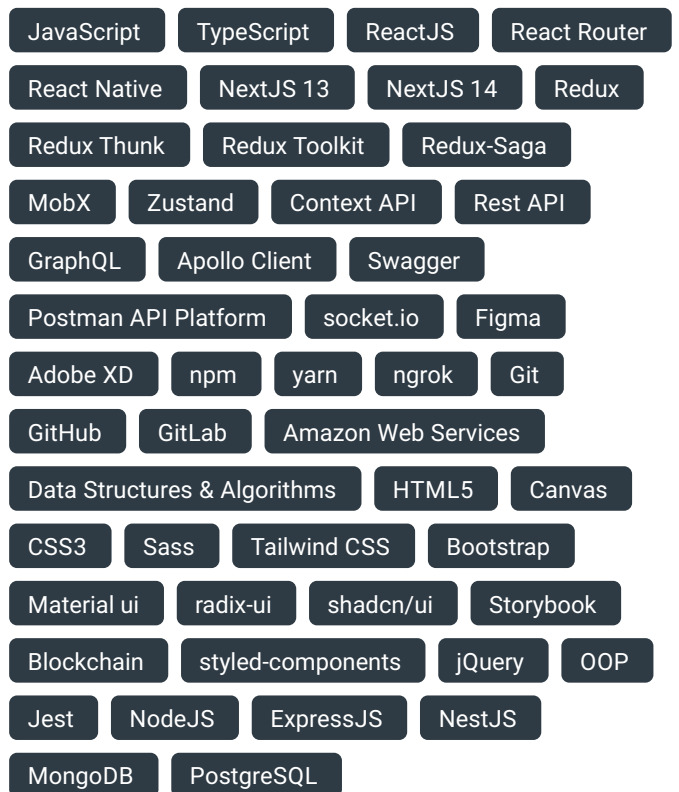 JavaScript TypeScript ReactJS React Router
React Native NextJS 13 NextJS 14 Redux
Redux Thunk Redux Toolkit Redux-Saga
MobX Zustand Context API Rest API
GraphQL Apollo Client Swagger
Postman API Platform socket.io Figma
Adobe XD npm yarn ngrok Git
GitHub GitLab Amazon Web Services
Data Structures & Algorithms HTML5 Canvas
CSS3 Sass Tailwind CSS Bootstrap
Material ui radix-ui shadcn/ui Storybook
Blockchain styled-components jQuery OOP
Jest NodeJS ExpressJS NestJS
MongoDB PostgreSQL